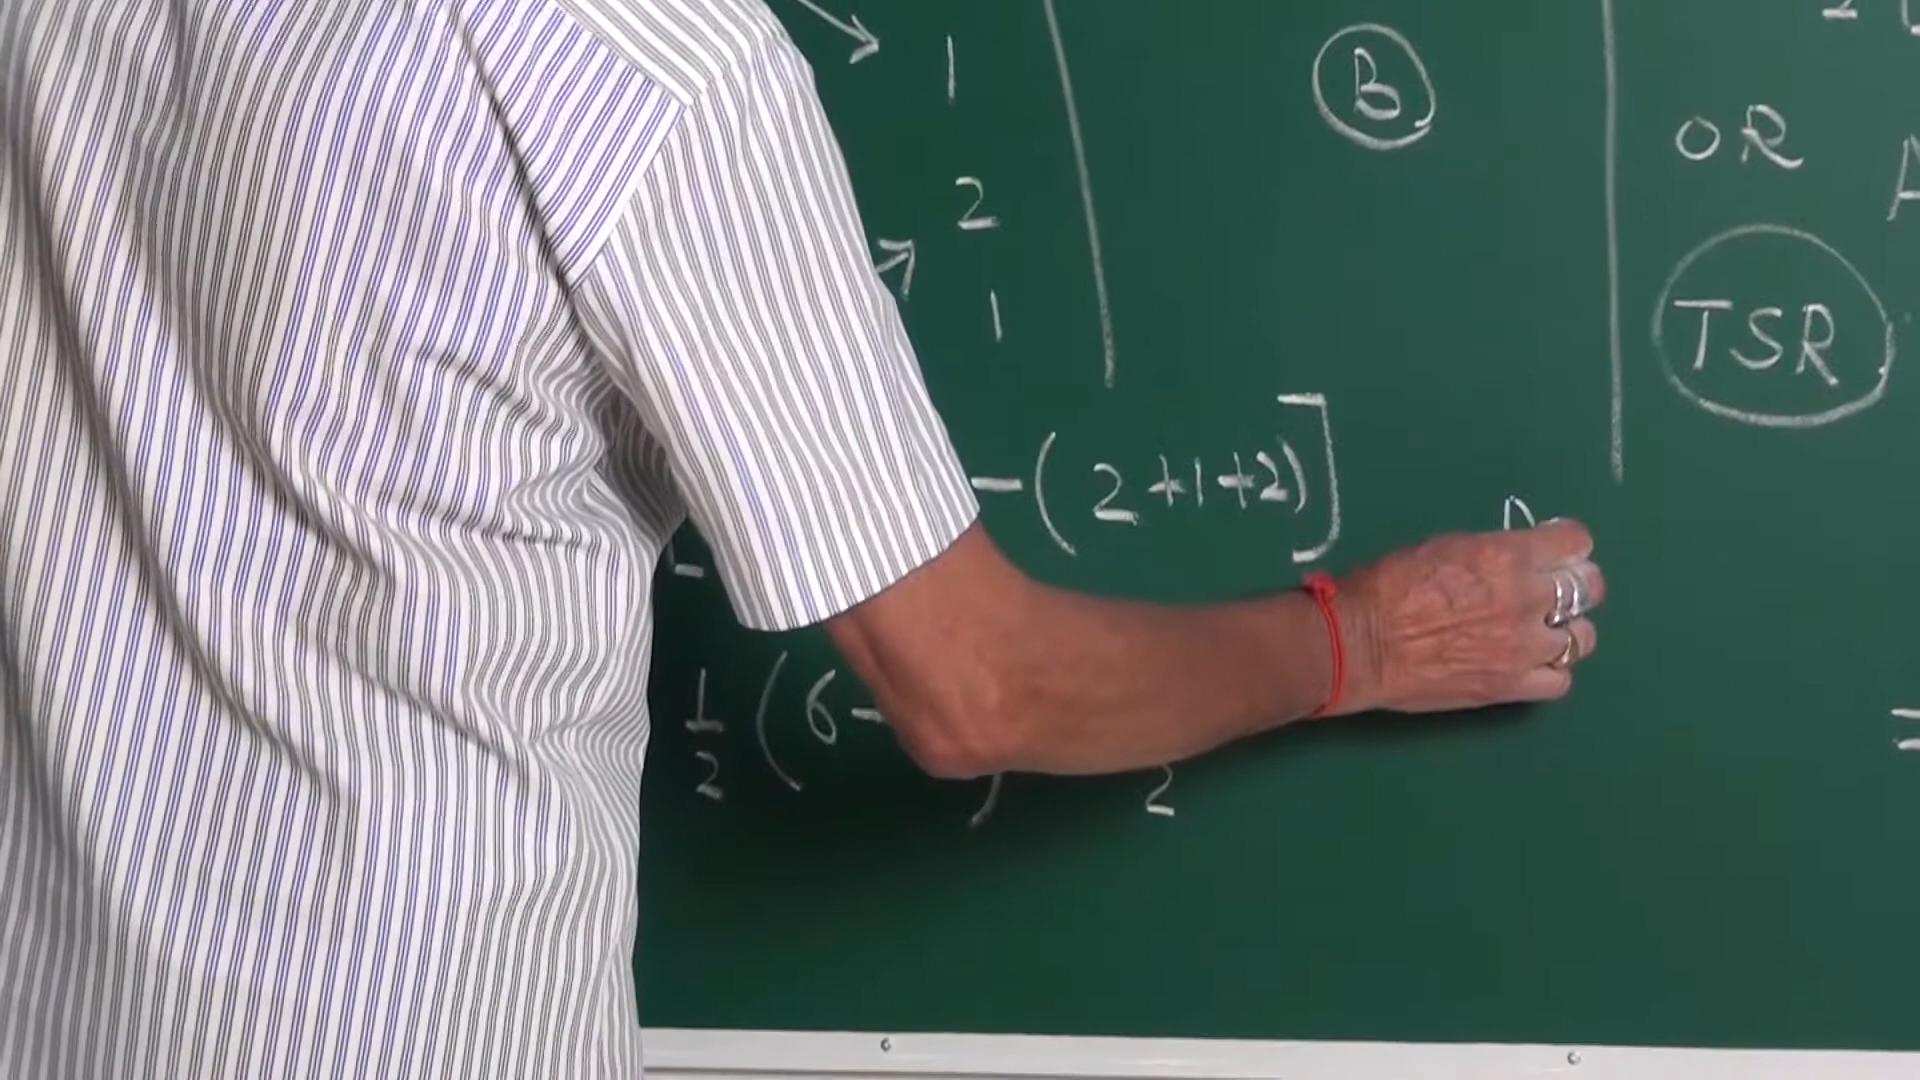 1
B
OR
2
TSR
1
-(2+1+2)]
1/2 (6-
2
=